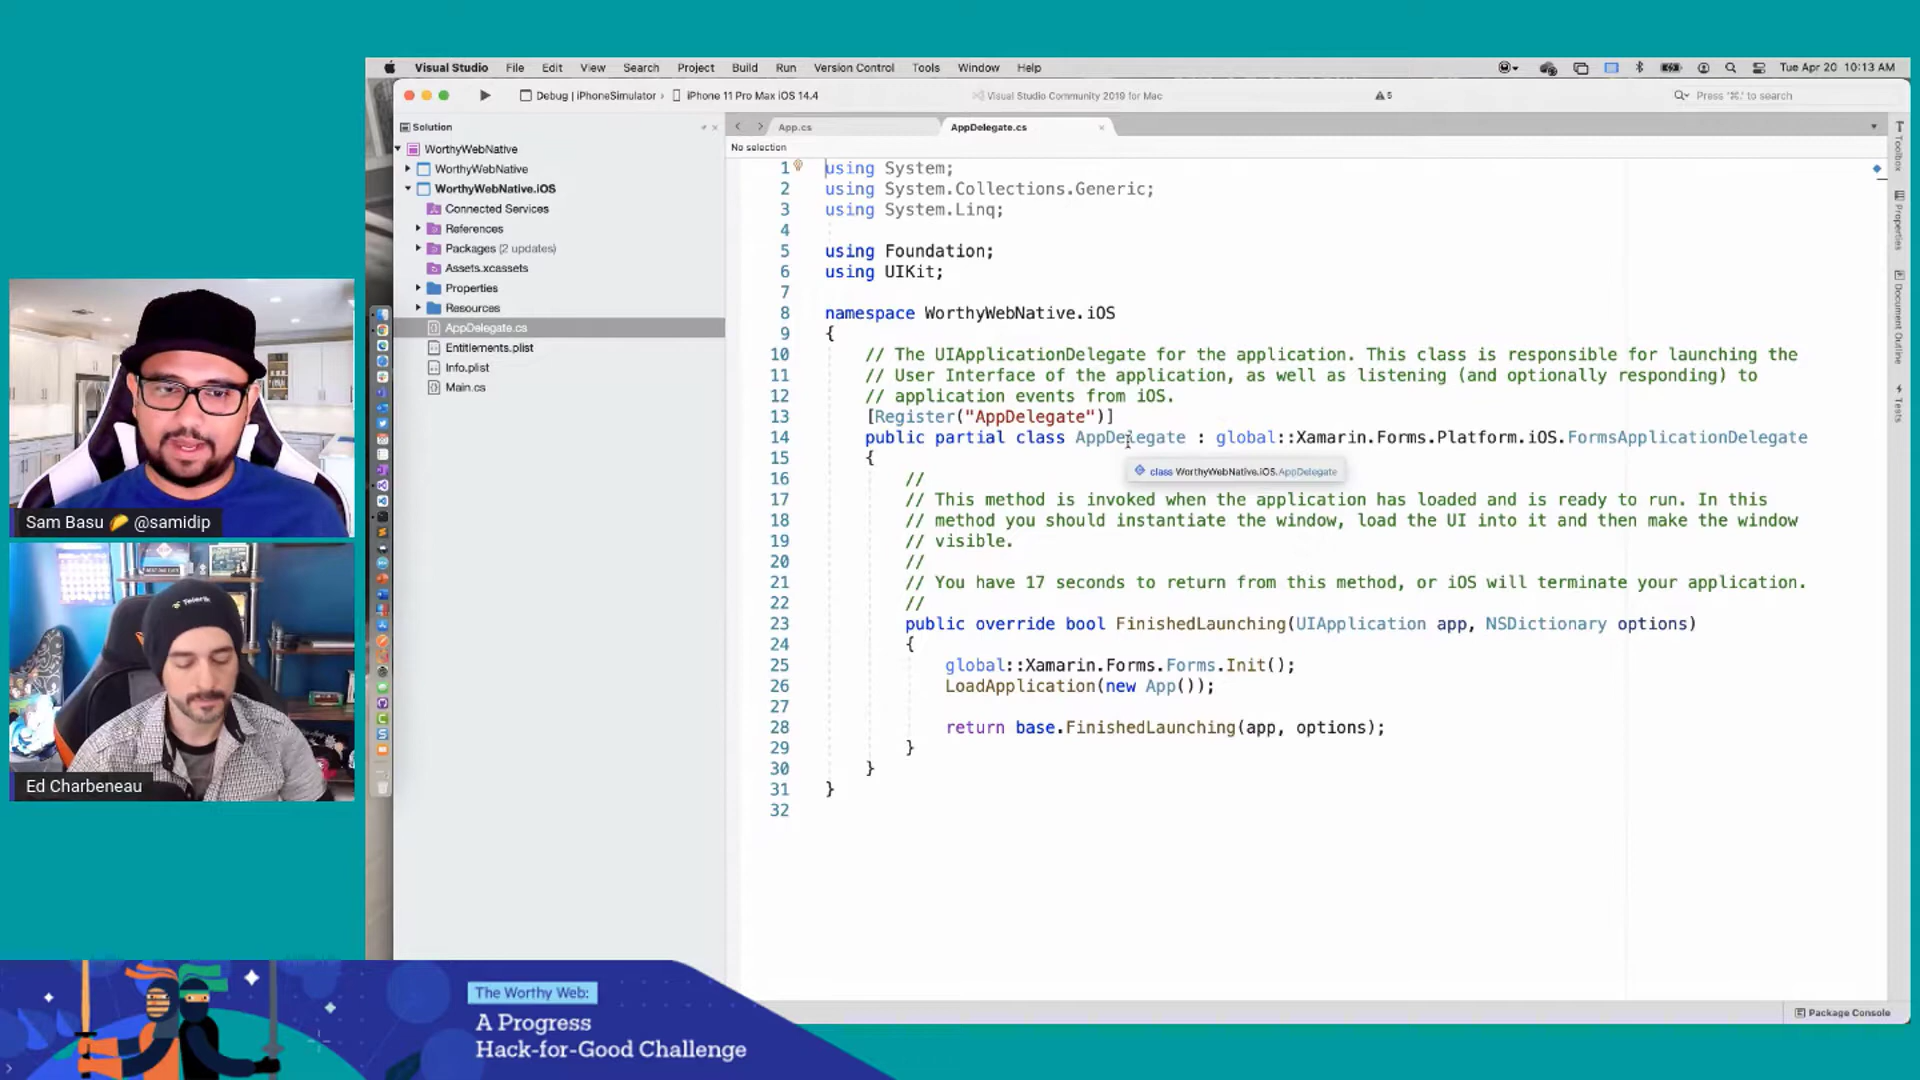 Visual Studio File Edit View Search Project Build Run Version Control Tools Window Help
Tue Apr 20 10:13 AM
Debug | iPhoneSimulator > iPhone 11 Pro Max iOS 14.4
Visual Studio Community 2019 for Mac
5
Press '⌘.' to search
Solution
WorthyWebNative
WorthyWebNative
WorthyWebNative.iOS
Connected Services
References
Packages (2 updates)
Assets.xcassets
Properties
Resources
AppDelegate.cs
Entitlements.plist
Info.plist
Main.cs
App.cs
AppDelegate.cs
No selection
1 using System;
2 using System.Collections.Generic;
3 using System.Linq;
4
5 using Foundation;
6 using UIKit;
7
8 namespace WorthyWebNative.iOS
9 {
10 // The UIApplicationDelegate for the application. This class is responsible for launching the
11 // User Interface of the application, as well as listening (and optionally responding) to
12 // application events from iOS.
13 [Register("AppDelegate")]
14 public partial class AppDelegate : global::Xamarin.Forms.Platform.iOS.FormsApplicationDelegate
15 {
class WorthyWebNative.iOS.AppDelegate
16 //
17 // This method is invoked when the application has loaded and is ready to run. In this
18 // method you should instantiate the window, load the UI into it and then make the window
19 // visible.
20 //
21 // You have 17 seconds to return from this method, or iOS will terminate your application.
22 //
23 public override bool FinishedLaunching(UIApplication app, NSDictionary options)
24 {
25 global::Xamarin.Forms.Forms.Init();
26 LoadApplication(new App());
27
28 return base.FinishedLaunching(app, options);
29 }
30 }
31 }
32
Toolbox
Properties
Document Outline
Tests
Package Console
Sam Basu 🌮 @samidip
Telerik
Ed Charbeneau
The Worthy Web:
A Progress
Hack-for-Good Challenge